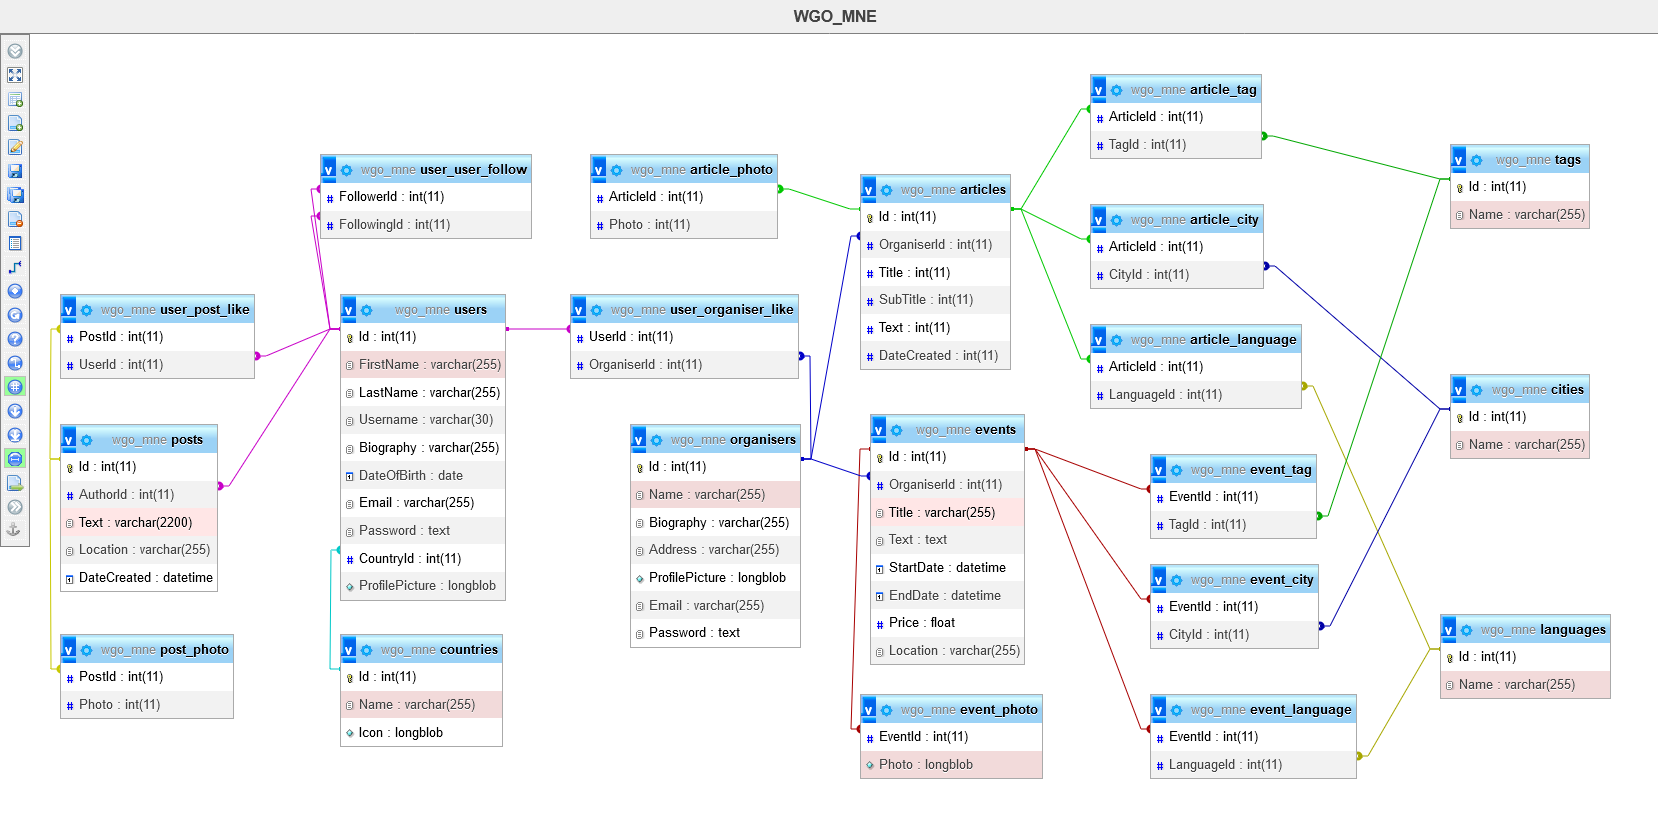 WGO_MNE
wgo_mne article_tag
ArticleId : int(11)
TagId : int(11)
wgo_mne user_user_follow
FollowerId : int(11)
FollowingId : int(11)
wgo_mne article_photo
ArticleId : int(11)
Photo : int(11)
wgo_mne articles
Id : int(11)
OrganiserId : int(11)
Title : int(11)
SubTitle : int(11)
Text : int(11)
DateCreated : int(11)
wgo_mne article_city
ArticleId : int(11)
CityId : int(11)
wgo_mne tags
Id : int(11)
Name : varchar(255)
wgo_mne user_post_like
PostId : int(11)
UserId : int(11)
wgo_mne users
Id : int(11)
FirstName : varchar(255)
LastName : varchar(255)
Username : varchar(30)
Biography : varchar(255)
DateOfBirth : date
Email : varchar(255)
Password : text
CountryId : int(11)
ProfilePicture : longblob
wgo_mne user_organiser_like
UserId : int(11)
OrganiserId : int(11)
wgo_mne article_language
ArticleId : int(11)
LanguageId : int(11)
wgo_mne cities
Id : int(11)
Name : varchar(255)
wgo_mne posts
Id : int(11)
AuthorId : int(11)
Text : varchar(2200)
Location : varchar(255)
DateCreated : datetime
wgo_mne organisers
Id : int(11)
Name : varchar(255)
Biography : varchar(255)
Address : varchar(255)
ProfilePicture : longblob
Email : varchar(255)
Password : text
wgo_mne events
Id : int(11)
OrganiserId : int(11)
Title : varchar(255)
Text : text
StartDate : datetime
EndDate : datetime
Price : float
Location : varchar(255)
wgo_mne event_tag
EventId : int(11)
TagId : int(11)
wgo_mne event_city
EventId : int(11)
CityId : int(11)
wgo_mne languages
Id : int(11)
Name : varchar(255)
wgo_mne post_photo
PostId : int(11)
Photo : int(11)
wgo_mne countries
Id : int(11)
Name : varchar(255)
Icon : longblob
wgo_mne event_photo
EventId : int(11)
Photo : longblob
wgo_mne event_language
EventId : int(11)
LanguageId : int(11)